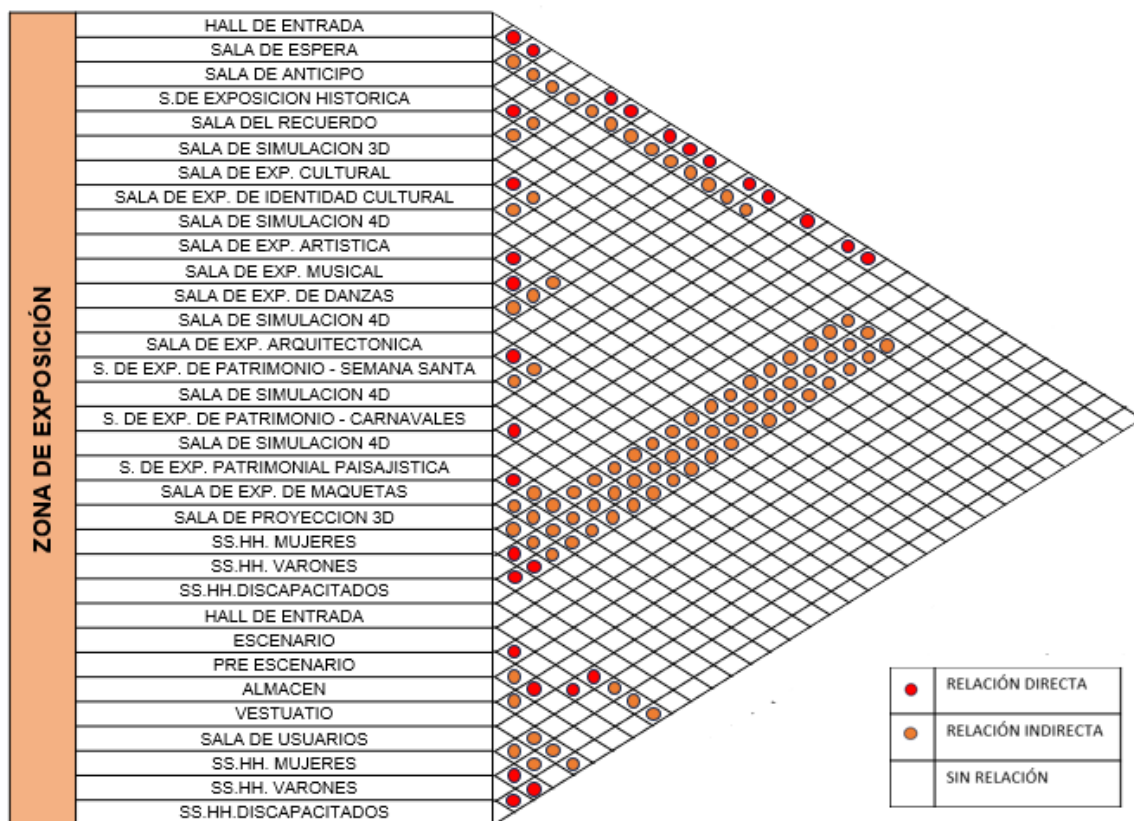 ZONA DE EXPOSICIÓN
HALL DE ENTRADA
SALA DE ESPERA
SALA DE ANTICIPO
S.DE EXPOSICION HISTORICA
SALA DEL RECUERDO
SALA DE SIMULACION 3D
SALA DE EXP. CULTURAL
SALA DE EXP. DE IDENTIDAD CULTURAL
SALA DE SIMULACION 4D
SALA DE EXP. ARTISTICA
SALA DE EXP. MUSICAL
SALA DE EXP. DE DANZAS
SALA DE SIMULACION 4D
SALA DE EXP. ARQUITECTONICA
S. DE EXP. DE PATRIMONIO - SEMANA SANTA
SALA DE SIMULACION 4D
S. DE EXP. DE PATRIMONIO - CARNAVALES
SALA DE SIMULACION 4D
S. DE EXP. PATRIMONIAL PAISAJISTICA
SALA DE EXP. DE MAQUETAS
SALA DE PROYECCION 3D
SS.HH. MUJERES
SS.HH. VARONES
SS.HH.DISCAPACITADOS
HALL DE ENTRADA
ESCENARIO
PRE ESCENARIO
ALMACEN
VESTUATIO
SALA DE USUARIOS
SS.HH. MUJERES
SS.HH. VARONES
SS.HH.DISCAPACITADOS
RELACIÓN DIRECTA
RELACIÓN INDIRECTA
SIN RELACIÓN